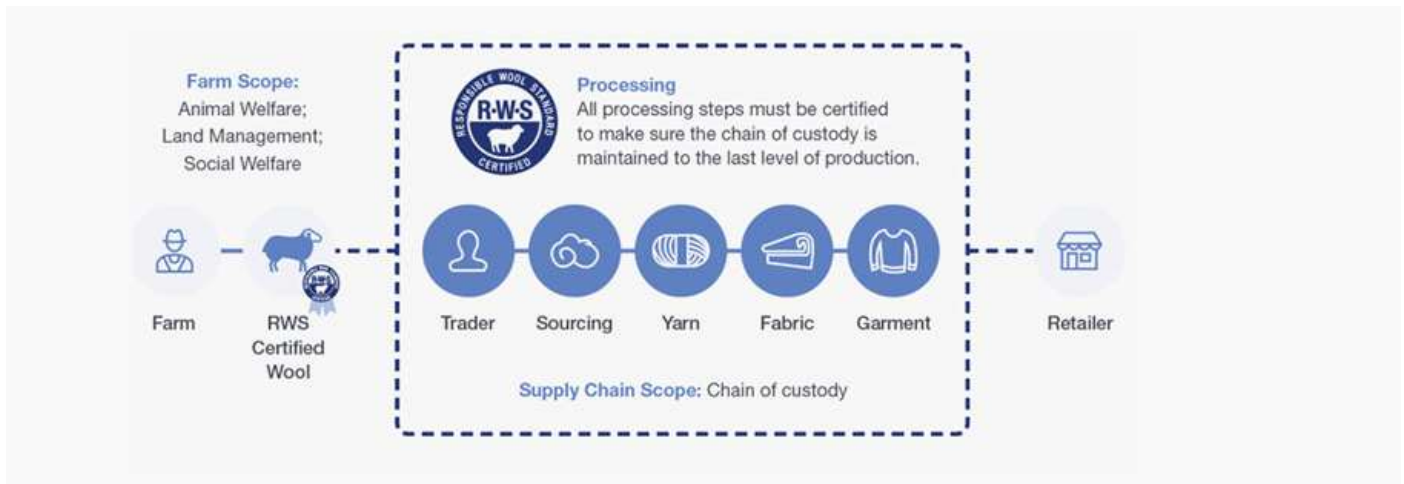 Farm Scope:
Animal Welfare;
Land Management;
Social Welfare
RESPONSIBLE WOOL STANDARD
R·W·S
CERTIFIED
Processing
All processing steps must be certified
to make sure the chain of custody is
maintained to the last level of production.
R·W·S
Farm
RWS
Certified
Wool
Trader
Sourcing
Yarn
Fabric
Garment
Retailer
Supply Chain Scope: Chain of custody